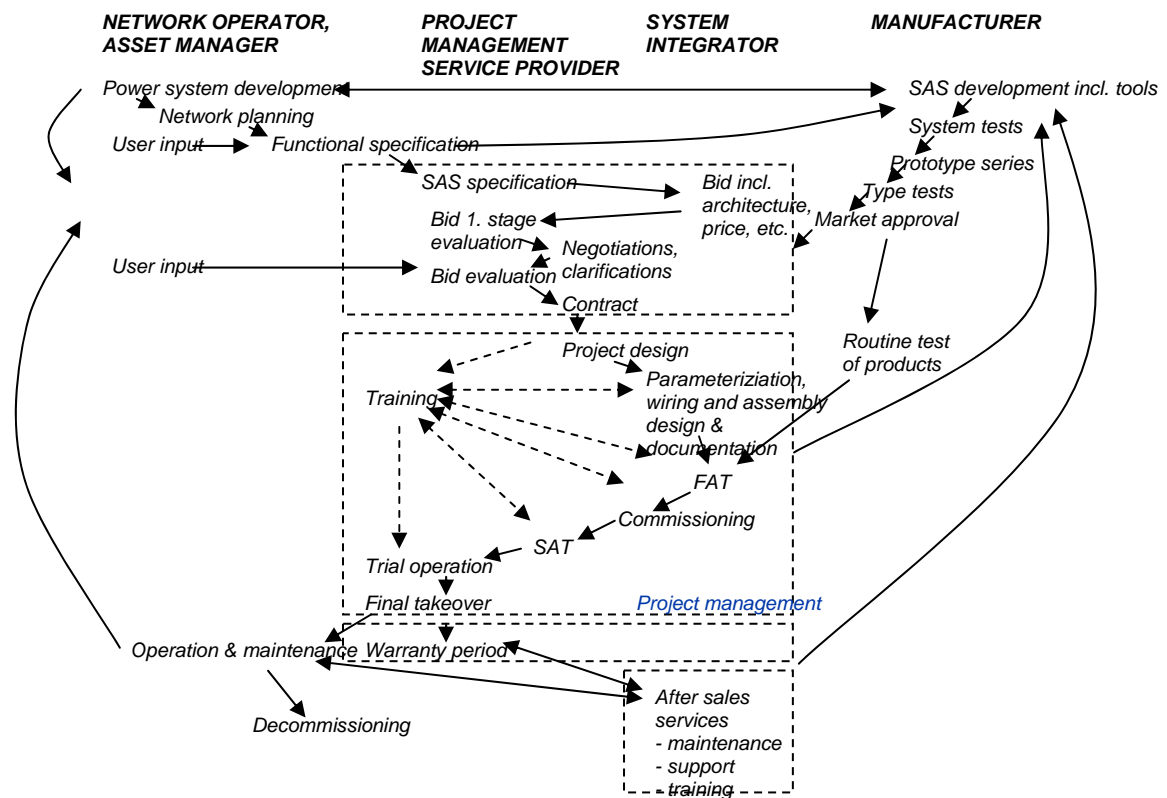 NETWORK OPERATOR,
ASSET MANAGER
PROJECT
MANAGEMENT
SERVICE PROVIDER
SYSTEM
INTEGRATOR
MANUFACTURER
Power system development
SAS development incl. tools
Network planning
System tests
User input
Functional specification
Prototype series
SAS specification
Bid incl.
architecture,
price, etc.
Type tests
Market approval
Bid 1. stage
evaluation
Negotiations,
clarifications
User input
Bid evaluation
Contract
Project design
Routine test
of products
Training
Parameteriziation,
wiring and assembly
design &
documentation
FAT
Commissioning
SAT
Trial operation
Final takeover
Project management
Operation & maintenance
Warranty period
Decommissioning
After sales
services
- maintenance
- support
- training